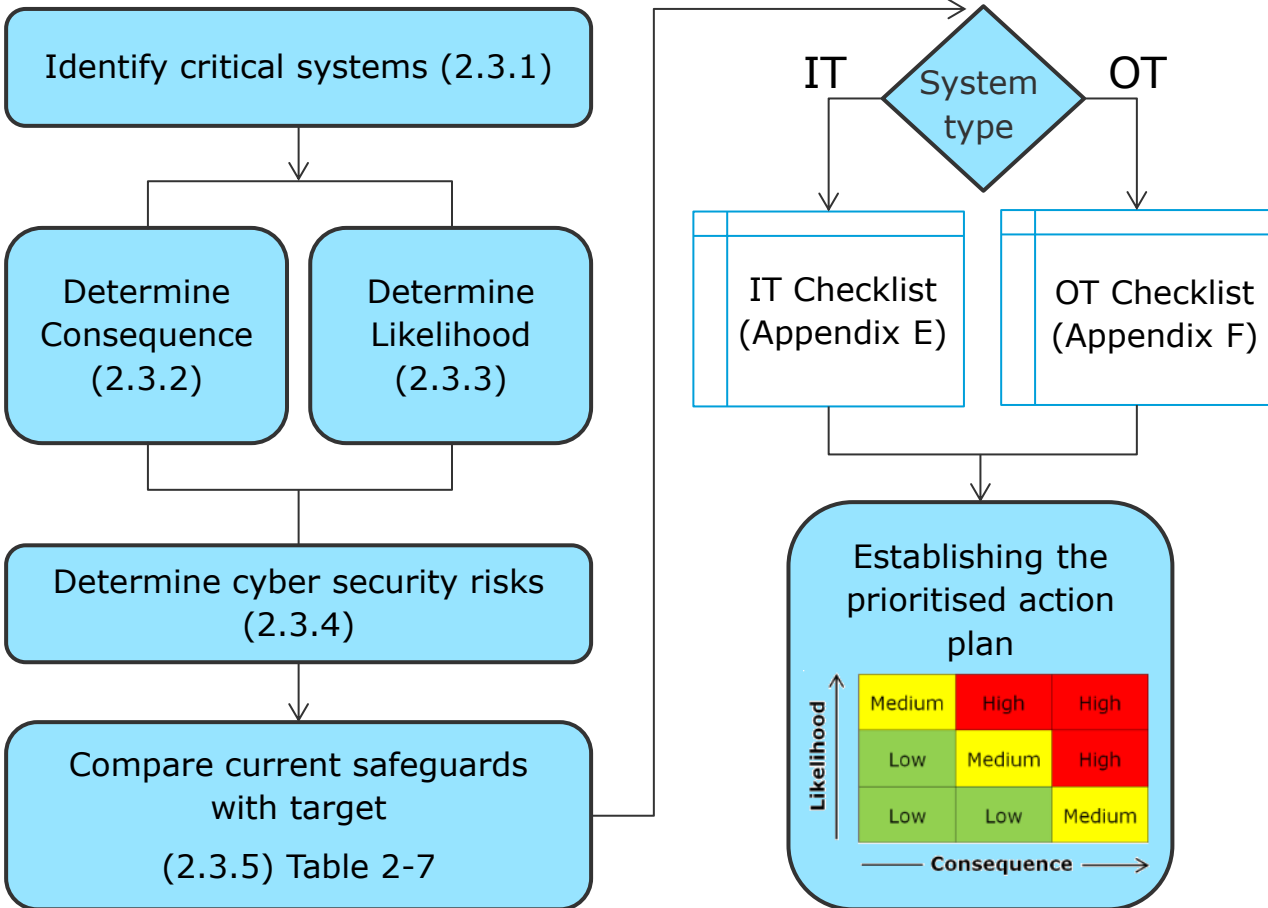 Identify critical systems (2.3.1)
Determine
Consequence
(2.3.2)
Determine
Likelihood
(2.3.3)
Determine cyber security risks
(2.3.4)
Compare current safeguards
with target
(2.3.5) Table 2-7
IT
System
type
OT
IT Checklist
(Appendix E)
OT Checklist
(Appendix F)
Establishing the
prioritised action
plan
Likelihood
Medium High High
Low Medium High
Low Low Medium
Consequence